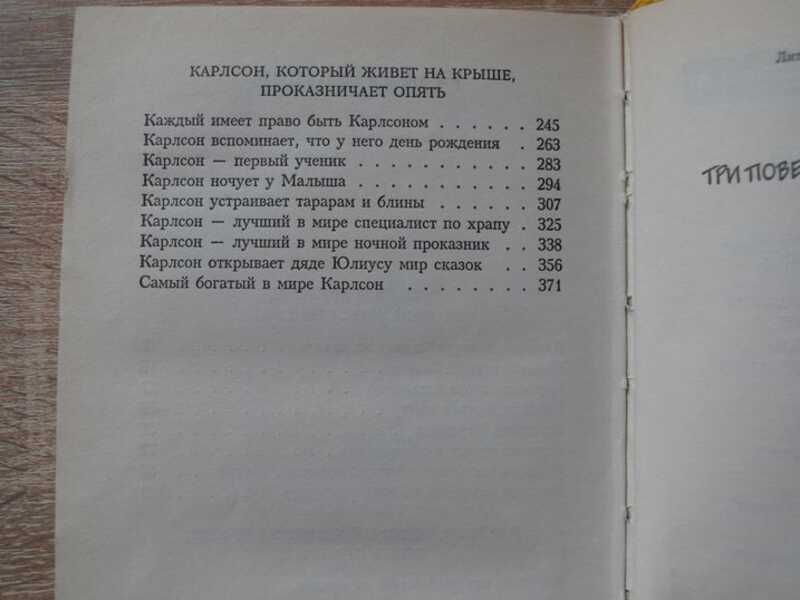 КАРЛСОН, КОТОРЫЙ ЖИВЕТ НА КРЫШЕ,
ПРОКАЗНИЧАЕТ ОПЯТЬ
Каждый имеет право быть Карлсоном . . . . . . 245
Карлсон вспоминает, что у него день рождения . 263
Карлсон — первый ученик . . . . . . . . . . 283
Карлсон ночует у Малыша . . . . . . . . . . 294
Карлсон устраивает тарарам и блины . . . . . . 307
Карлсон — лучший в мире специалист по храпу . 325
Карлсон — лучший в мире ночной проказник . . 338
Карлсон открывает дяде Юлиусу мир сказок . . 356
Самый богатый в мире Карлсон . . . . . . . . 371
Лит
ТРИ ПОВЕ